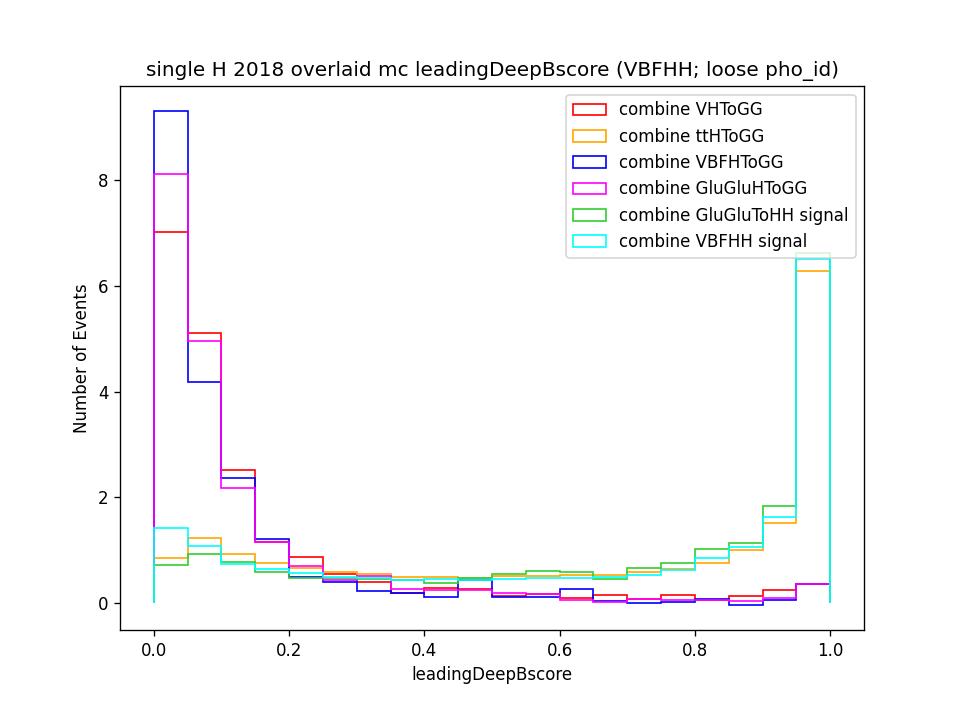 single H 2018 overlaid mc leadingDeepBscore (VBFHH; loose pho_id)
combine VHToGG
combine ttHToGG
combine VBFHToGG
combine GluGluHToGG
combine GluGluToHH signal
combine VBFHH signal
Number of Events
8
6
4
2
0
0.0 0.2 0.4 0.6 0.8 1.0
leadingDeepBscore